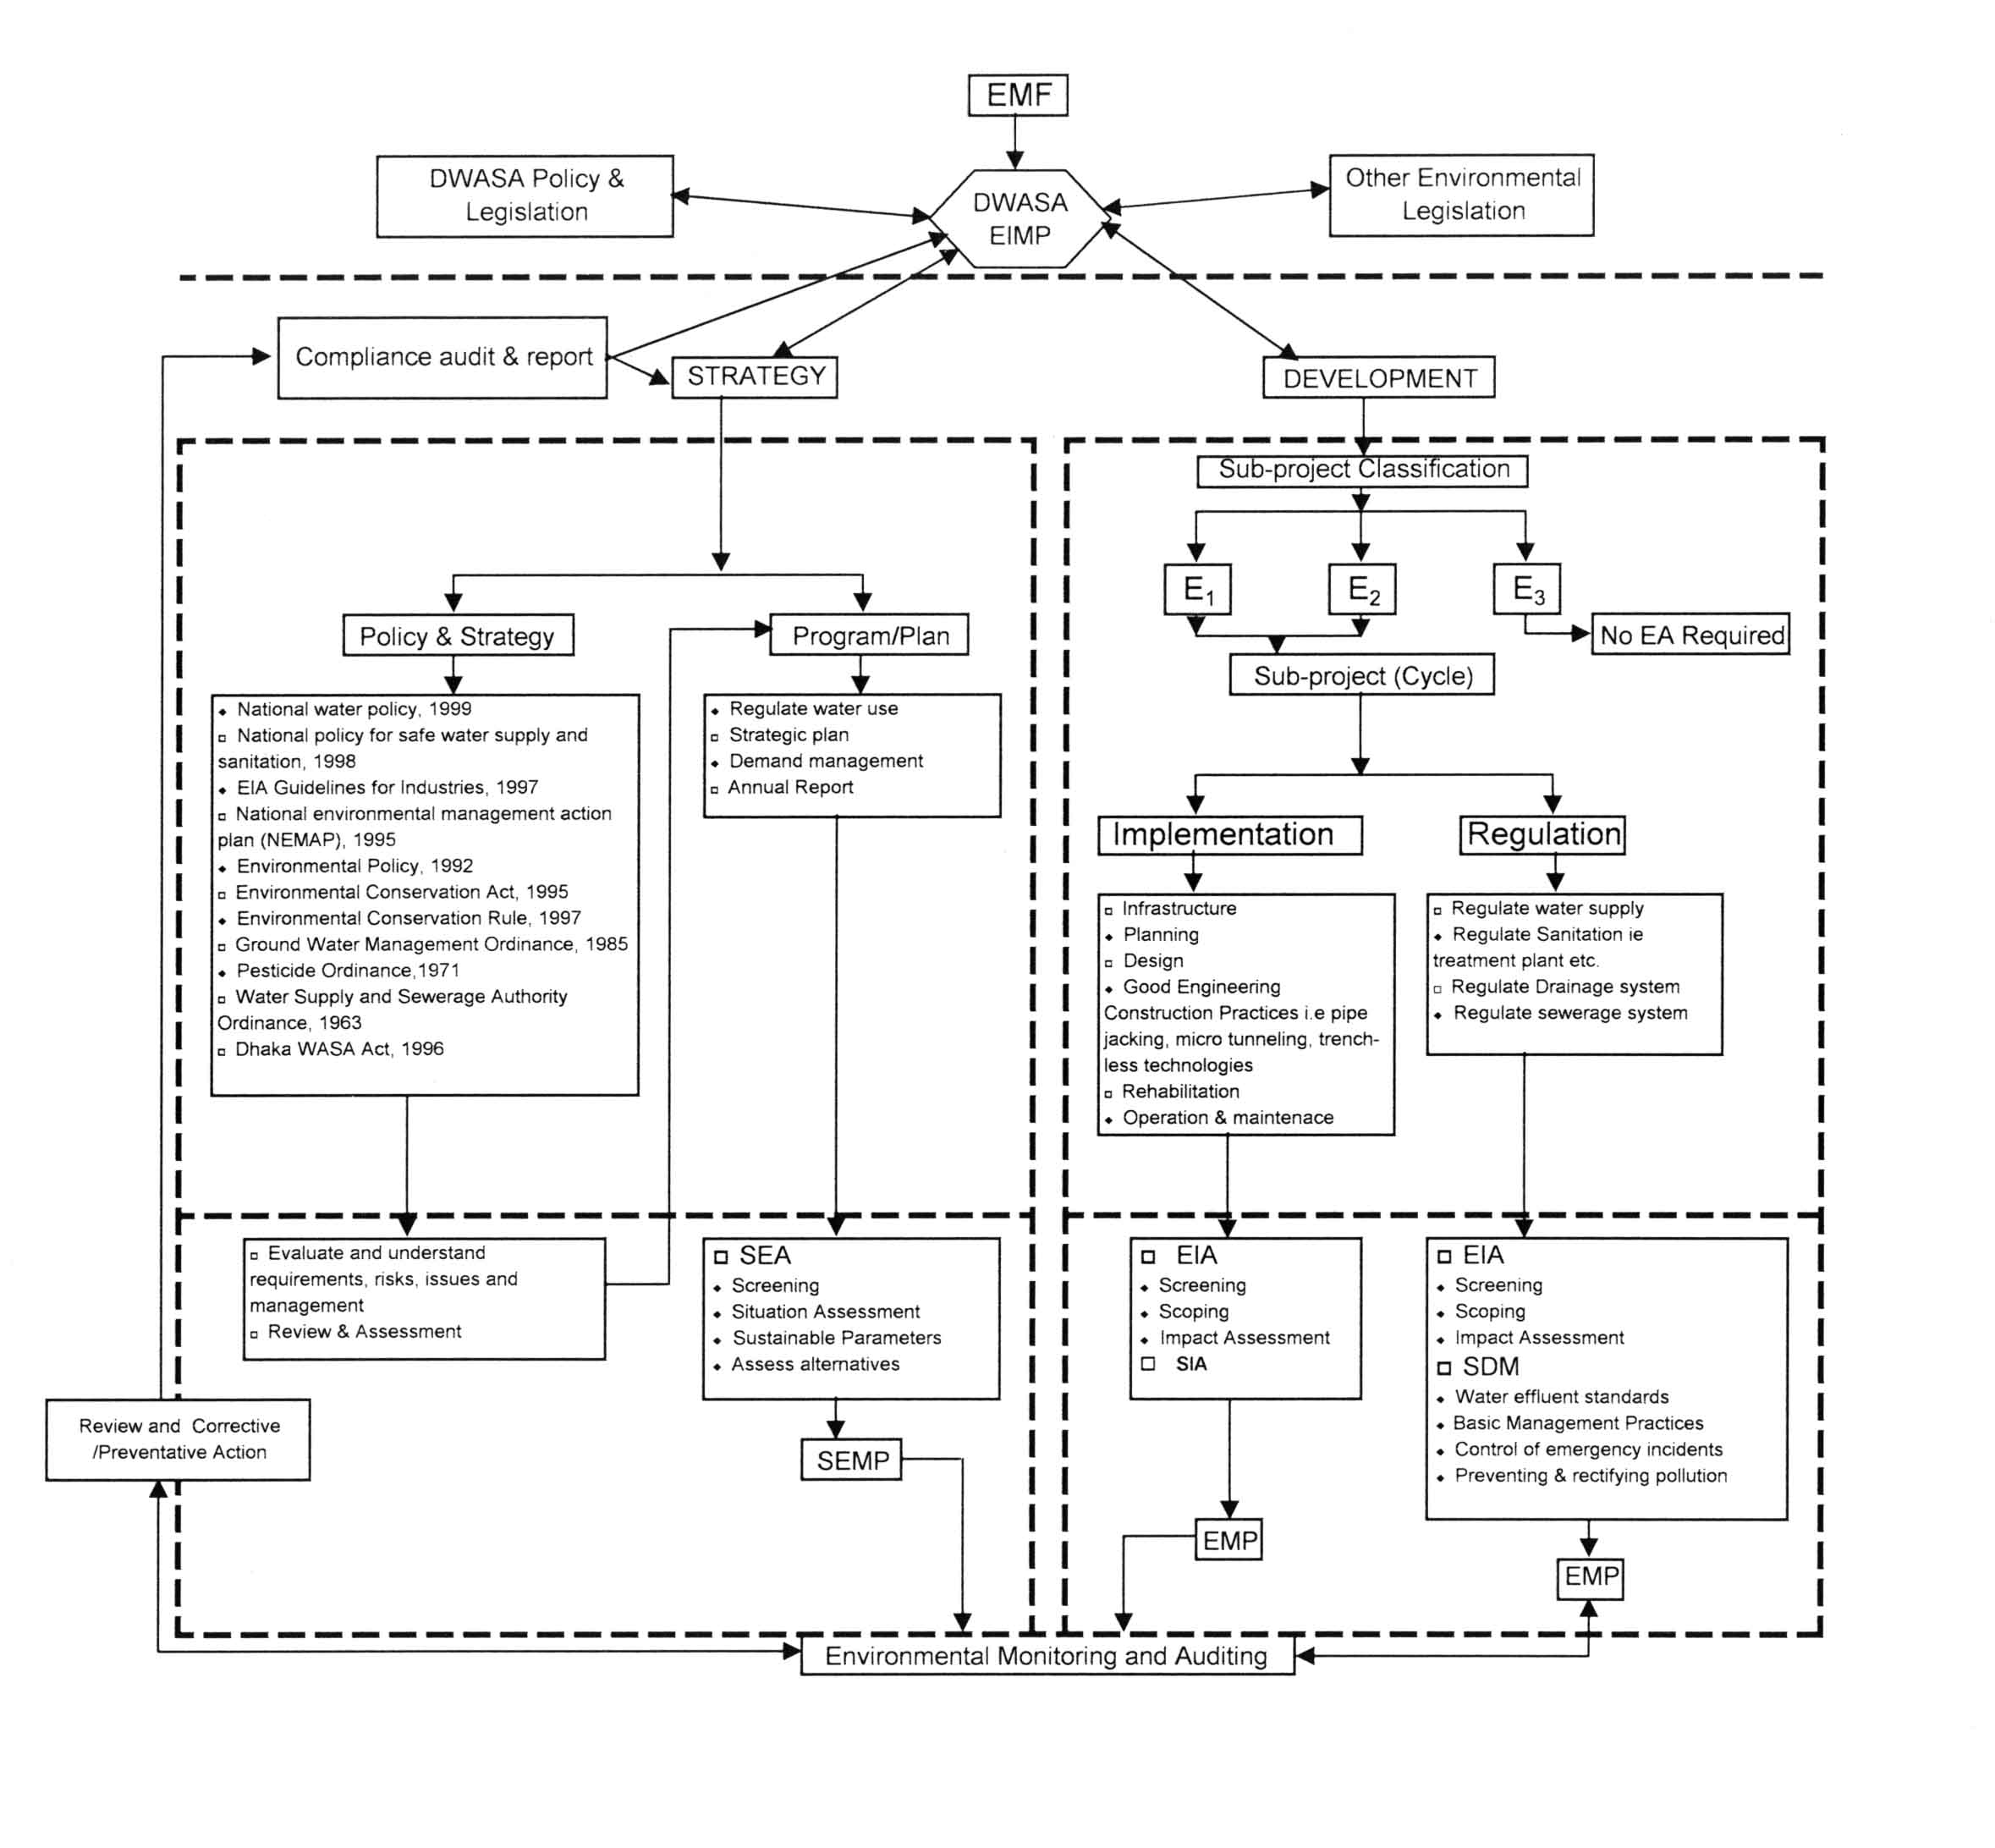 EMF
DWASA Policy &
Legislation
DWASA
EIMP
Other Environmental
Legislation
Compliance audit & report
STRATEGY
DEVELOPMENT
Sub-project Classification
E1
E2
E3
No EA Required
Sub-project (Cycle)
Policy & Strategy
Program/Plan
◆ National water policy, 1999
□ National policy for safe water supply and
sanitation, 1998
◆ EIA Guidelines for Industries, 1997
□ National environmental management action
plan (NEMAP), 1995
◆ Environmental Policy, 1992
□ Environmental Conservation Act, 1995
◆ Environmental Conservation Rule, 1997
□ Ground Water Management Ordinance, 1985
◆ Pesticide Ordinance,1971
□ Water Supply and Sewerage Authority
Ordinance, 1963
□ Dhaka WASA Act, 1996
◆ Regulate water use
□ Strategic plan
◆ Demand management
□ Annual Report
Implementation
Regulation
□ Infrastructure
◆ Planning
□ Design
◆ Good Engineering
Construction Practices i.e pipe
jacking, micro tunneling, trench-
less technologies
□ Rehabilitation
◆ Operation & maintenace
□ Regulate water supply
◆ Regulate Sanitation ie
treatment plant etc.
□ Regulate Drainage system
◆ Regulate sewerage system
□ Evaluate and understand
requirements, risks, issues and
management
□ Review & Assessment
□ SEA
◆ Screening
◆ Situation Assessment
◆ Sustainable Parameters
◆ Assess alternatives
□ EIA
◆ Screening
◆ Scoping
◆ Impact Assessment
□ SIA
□ EIA
◆ Screening
◆ Scoping
◆ Impact Assessment
□ SDM
◆ Water effluent standards
◆ Basic Management Practices
◆ Control of emergency incidents
◆ Preventing & rectifying pollution
Review and Corrective
/Preventative Action
SEMP
EMP
EMP
Environmental Monitoring and Auditing